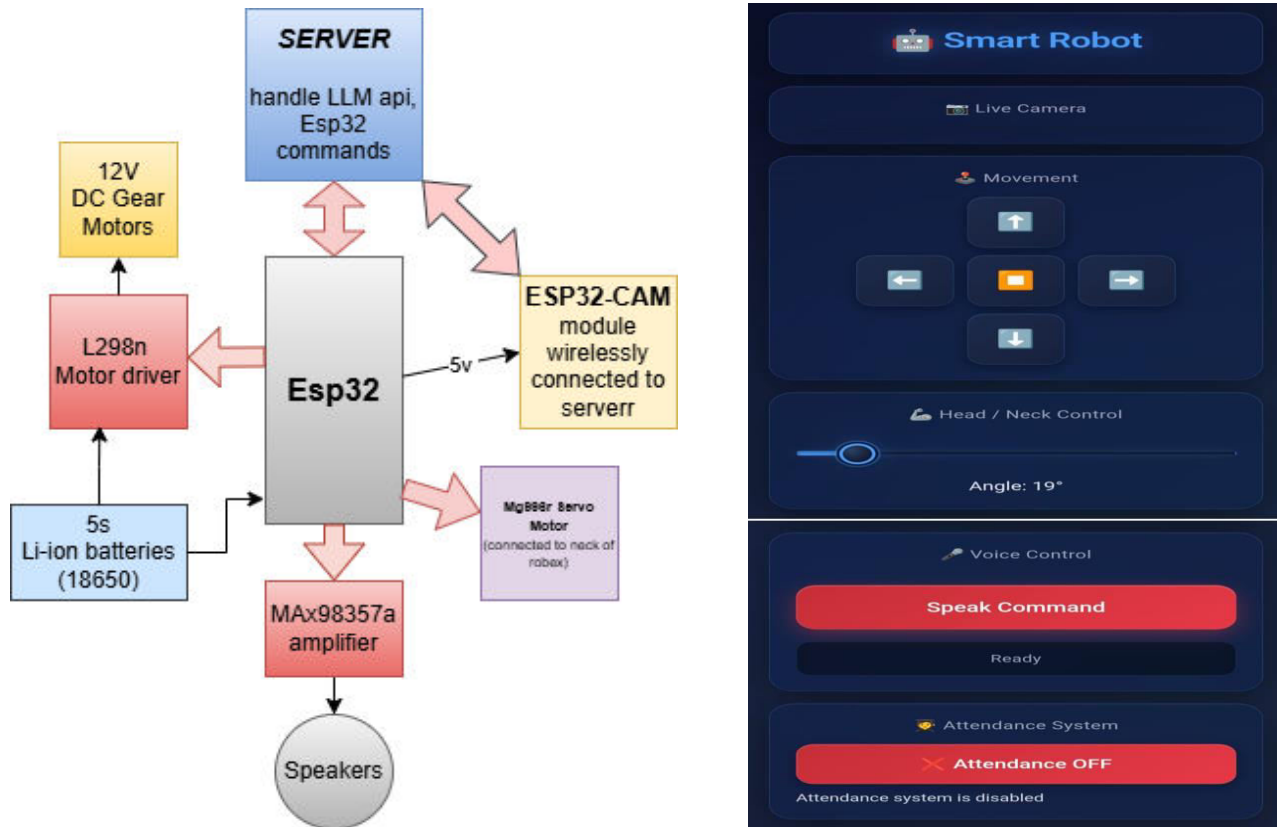 SERVER
handle LLM api,
Esp32
commands
12V
DC Gear
Motors
L298n
Motor driver
Esp32
5v
ESP32-CAM
module
wirelessly
connected to
serverr
5s
Li-ion batteries
(18650)
Mg996r Servo
Motor
(connected to neck of
robex)
MAx98357a
amplifier
Speakers
Smart Robot
Live Camera
Movement
Head / Neck Control
Angle: 19°
Voice Control
Speak Command
Ready
Attendance System
Attendance OFF
Attendance system is disabled